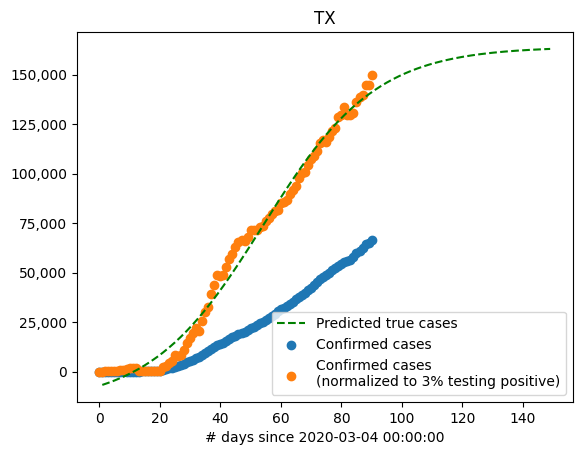 TX
150,000
125,000
100,000
75,000
50,000
25,000
0
Predicted true cases
Confirmed cases
Confirmed cases
(normalized to 3% testing positive)
0 20 40 60 80 100 120 140
# days since 2020-03-04 00:00:00